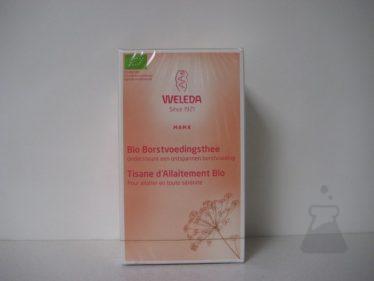 WELEDA
Since 1921
MAMA
Bio Borstvoedingsthee
ondersteunt een ontspannen borstvoeding
Tisane d'Allaitement Bio
Pour allaiter en toute sérénité